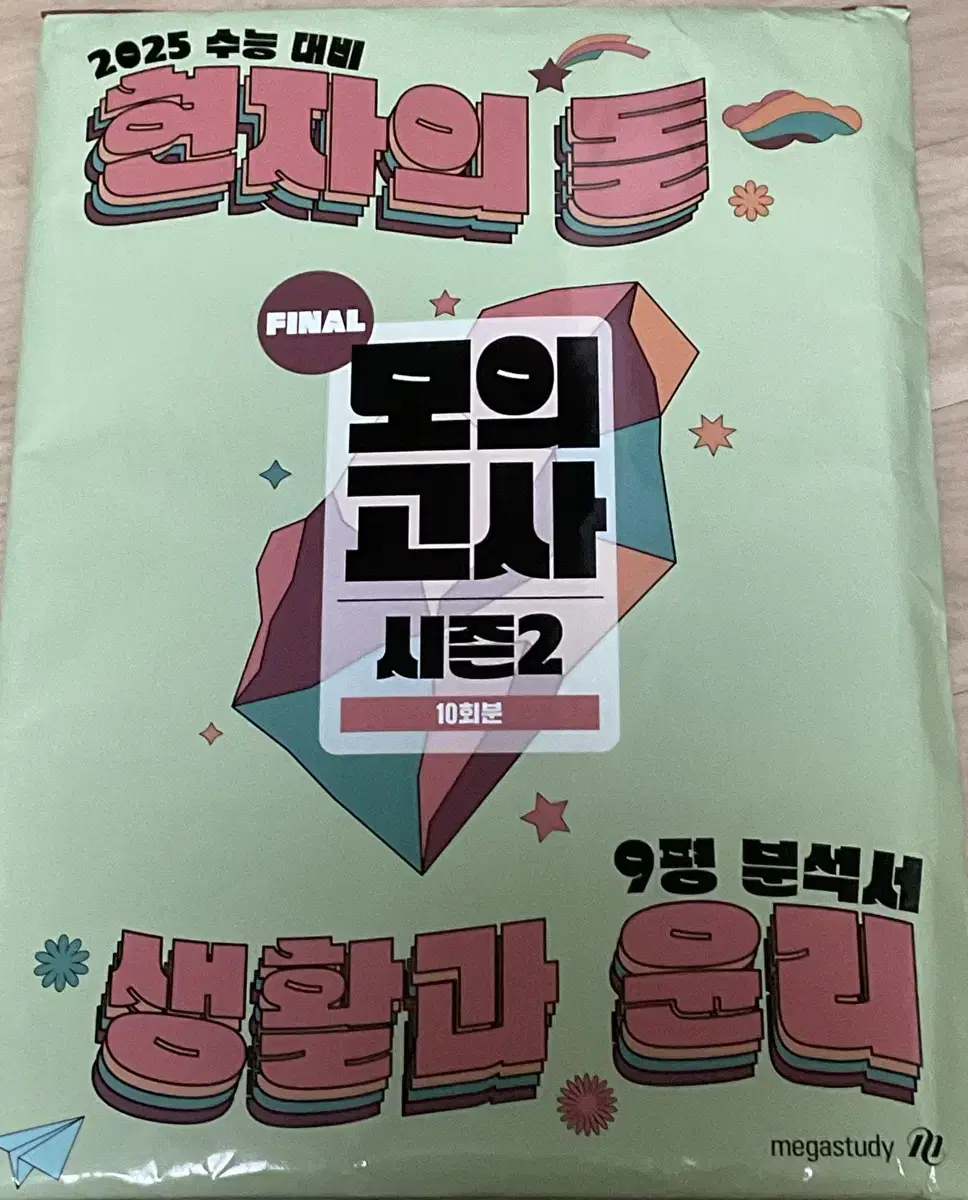 2025 수능 대비
현자의 돌
FINAL
모의
고사
시즌2
10회분
9평 분석서
생활과 윤리
megastudy